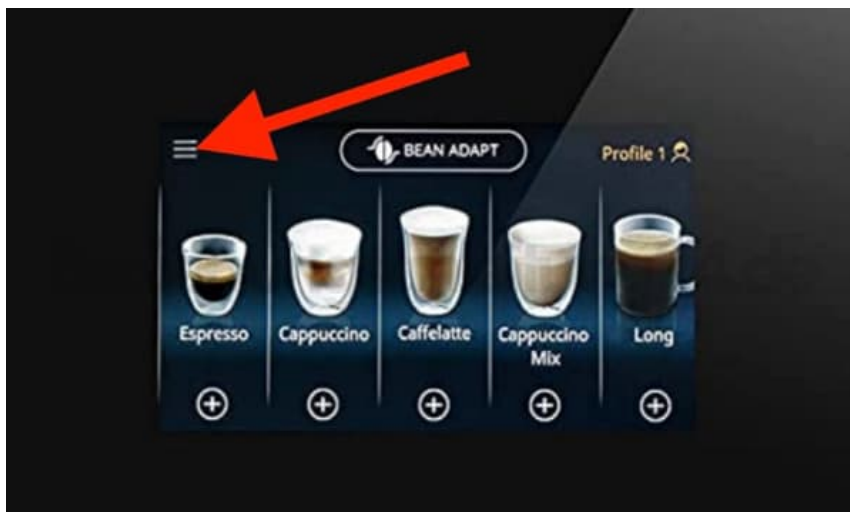 BEAN ADAPT
Profile 1
Espresso
Cappuccino
Caffelatte
Cappuccino
Mix
Long